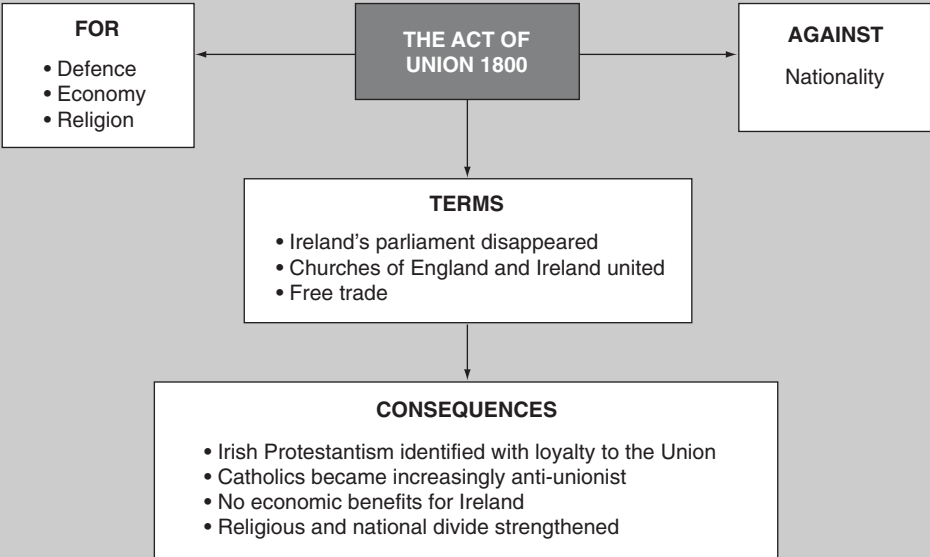 FOR
• Defence
• Economy
• Religion
THE ACT OF
UNION 1800
AGAINST
Nationality
TERMS
• Ireland's parliament disappeared
• Churches of England and Ireland united
• Free trade
CONSEQUENCES
• Irish Protestantism identified with loyalty to the Union
• Catholics became increasingly anti-unionist
• No economic benefits for Ireland
• Religious and national divide strengthened